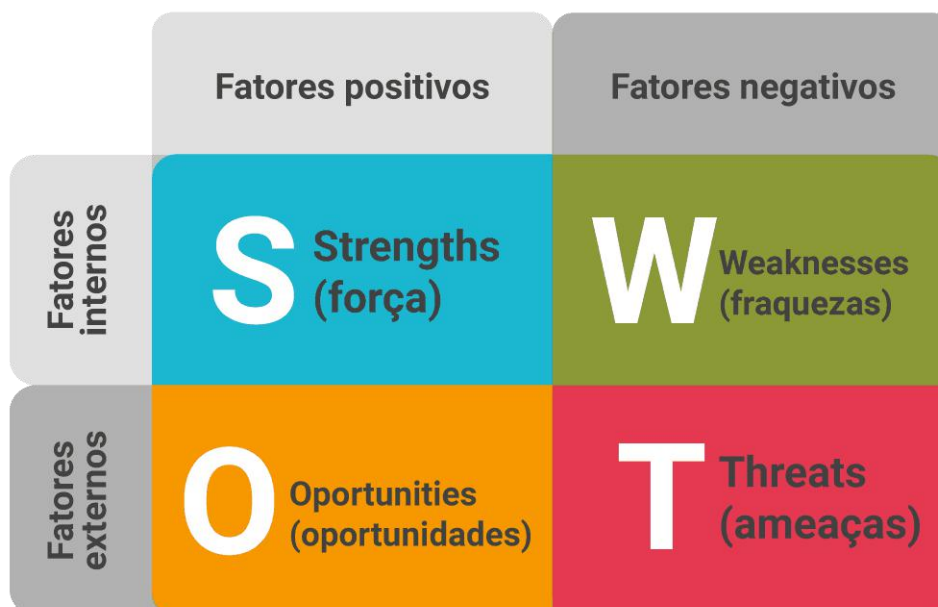 Fatores positivos
Fatores negativos
Fatores
internos
S
Strengths
(força)
W
Weaknesses
(fraquezas)
Fatores
externos
O
Oportunities
(oportunidades)
T
Threats
(ameaças)